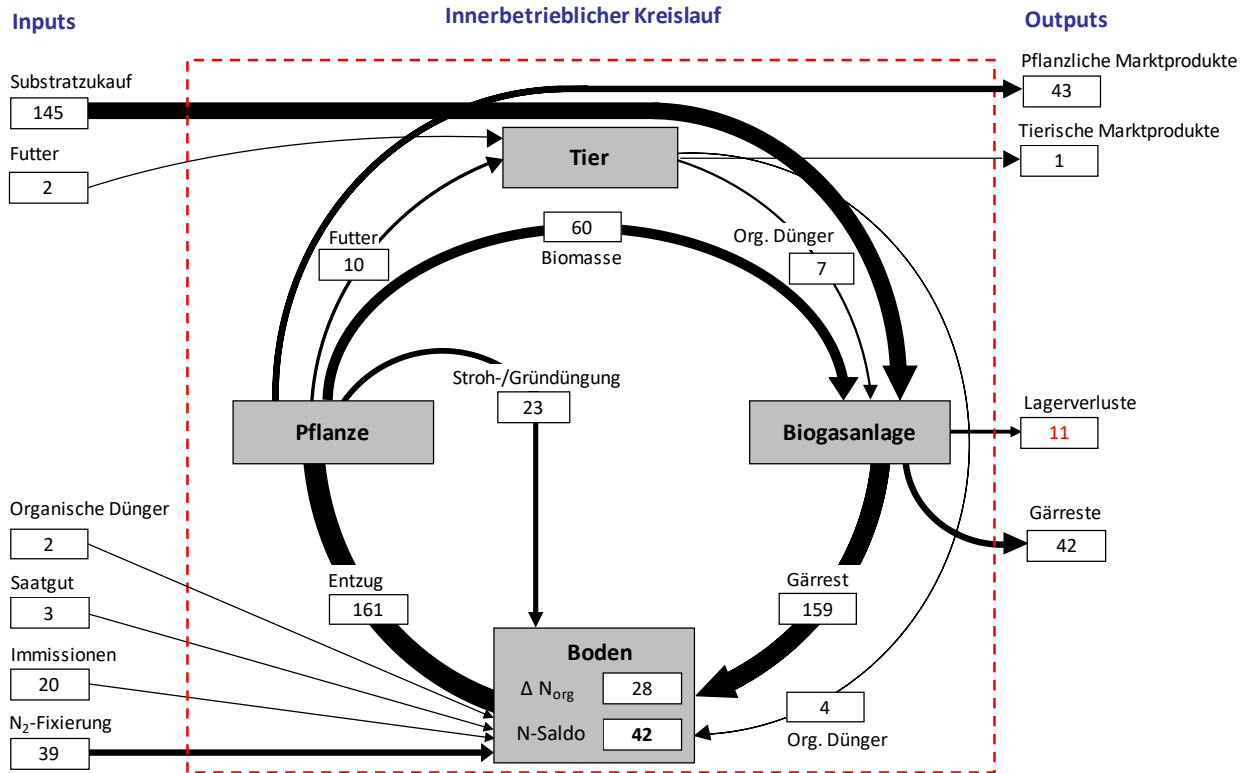 Inputs
Innerbetrieblicher Kreislauf
Outputs
Substratzukauf
145
Futter
2
Pflanzliche Marktprodukte
43
Tierische Marktprodukte
1
Tier
Futter
10
60
Biomasse
Org. Dünger
7
Stroh-/Gründüngung
23
Pflanze
Biogasanlage
Lagerverluste
11
Gärreste
42
Organische Dünger
2
Saatgut
3
Immissionen
20
N₂-Fixierung
39
Entzug
161
Gärrest
159
Boden
Δ Norg 28
N-Saldo 42
4
Org. Dünger